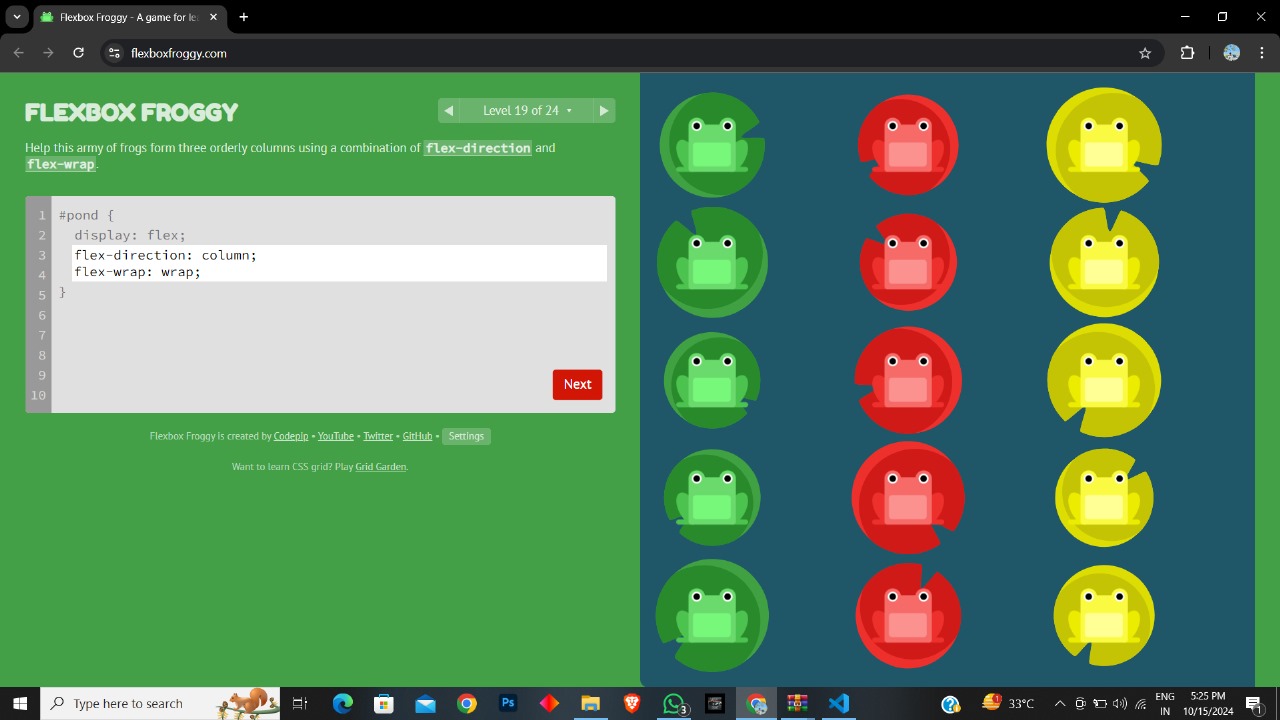 Flexbox Froggy - A game for le
flexboxfroggy.com
FLEXBOX FROGGY
Level 19 of 24
Help this army of frogs form three orderly columns using a combination of flex-direction and
flex-wrap.
1 #pond {
2 display: flex;
3 flex-direction: column;
4 flex-wrap: wrap;
5 }
6
7
8
9
10
Next
Flexbox Froggy is created by Codepip • YouTube • Twitter • GitHub • Settings
Want to learn CSS grid? Play Grid Garden.
Type here to search
Ps
3
1
33°C
ENG
IN
5:25 PM
10/15/2024
1